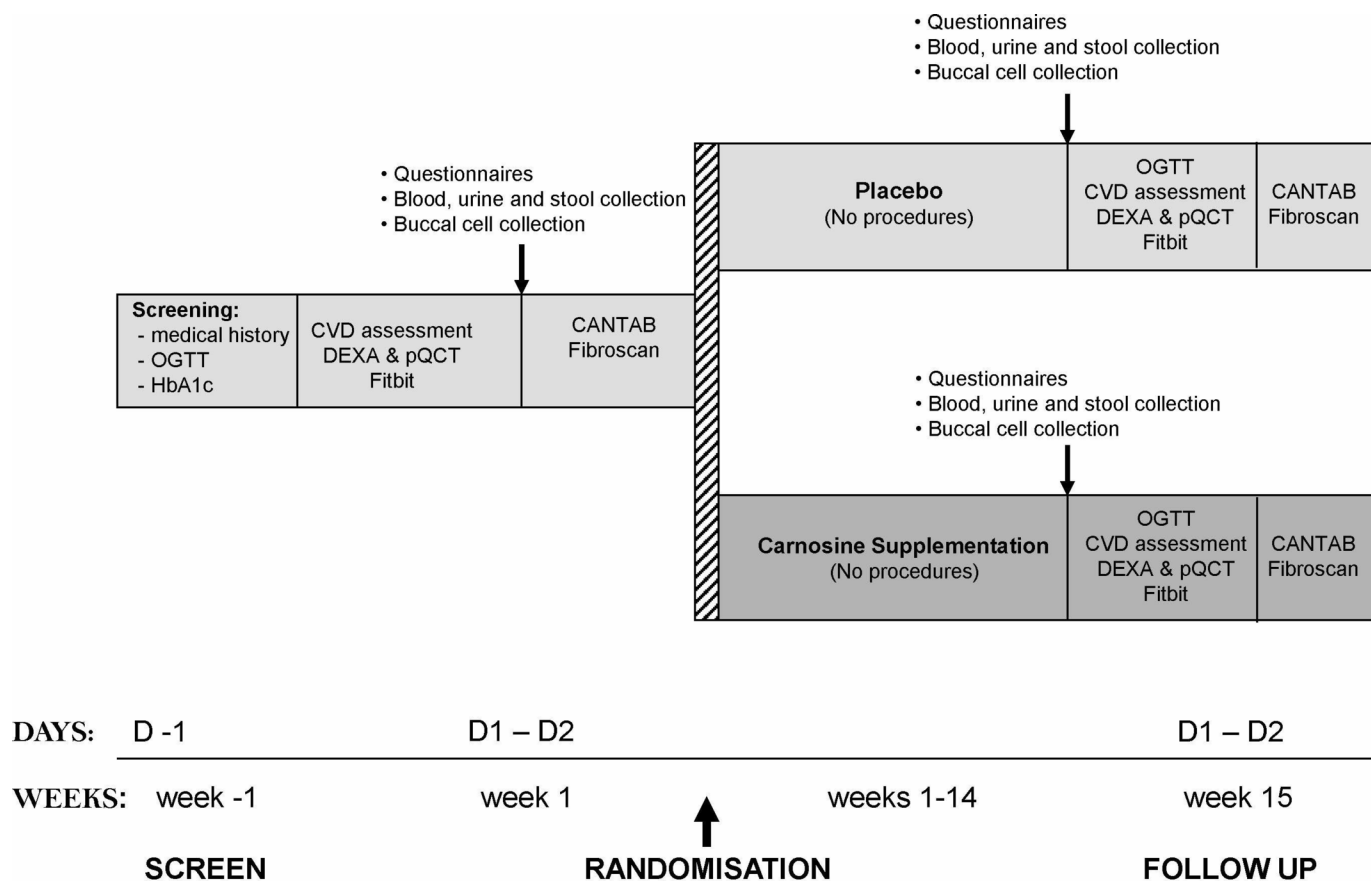 • Questionnaires
• Blood, urine and stool collection
• Buccal cell collection
Placebo
(No procedures)
OGTT
CVD assessment
DEXA & pQCT
Fitbit
CANTAB
Fibroscan
• Questionnaires
• Blood, urine and stool collection
• Buccal cell collection
Screening:
- medical history
- OGTT
- HbA1c
CVD assessment
DEXA & pQCT
Fitbit
CANTAB
Fibroscan
• Questionnaires
• Blood, urine and stool collection
• Buccal cell collection
Carnosine Supplementation
(No procedures)
OGTT
CVD assessment
DEXA & pQCT
Fitbit
CANTAB
Fibroscan
DAYS: D -1 D1 – D2 D1 – D2
WEEKS: week -1 week 1 weeks 1-14 week 15
SCREEN RANDOMISATION FOLLOW UP